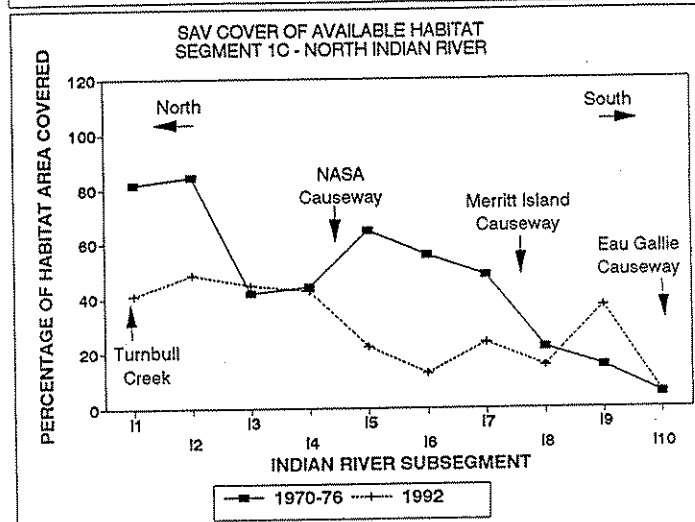 SAV COVER OF AVAILABLE HABITAT
SEGMENT 1C - NORTH INDIAN RIVER
PERCENTAGE OF HABITAT AREA COVERED
120
100
80
60
40
20
0
North
South
NASA
Causeway
Merritt Island
Causeway
Eau Gallie
Causeway
Turnbull
Creek
I1
I2
I3
I4
I5
I6
I7
I8
I9
I10
INDIAN RIVER SUBSEGMENT
1970-76
1992